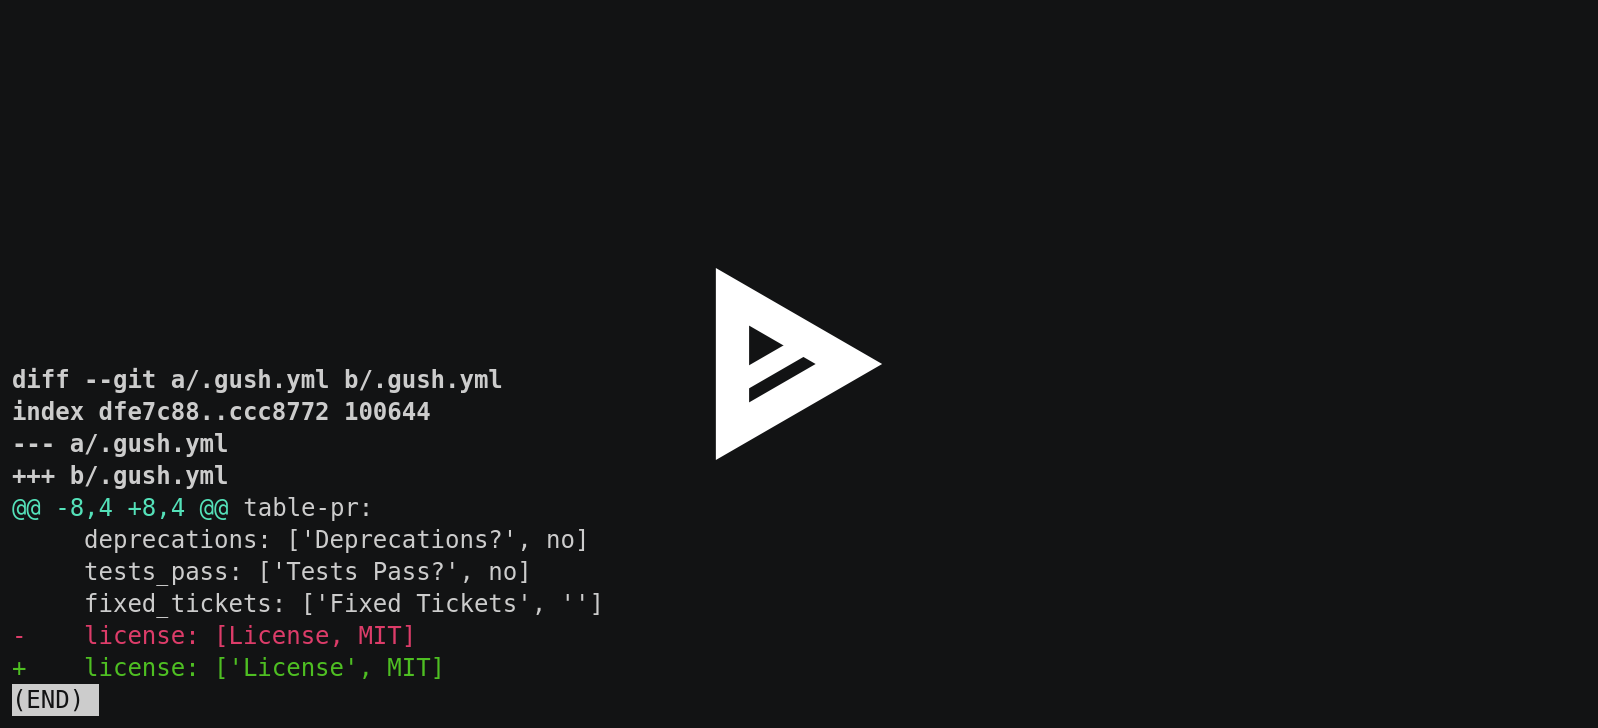 diff --git a/.gush.yml b/.gush.yml
index dfe7c88..ccc8772 100644
--- a/.gush.yml
+++ b/.gush.yml
@@ -8,4 +8,4 @@ table-pr:
     deprecations: ['Deprecations?', no]
     tests_pass: ['Tests Pass?', no]
     fixed_tickets: ['Fixed Tickets', '']
-    license: [License, MIT]
+    license: ['License', MIT]
(END)